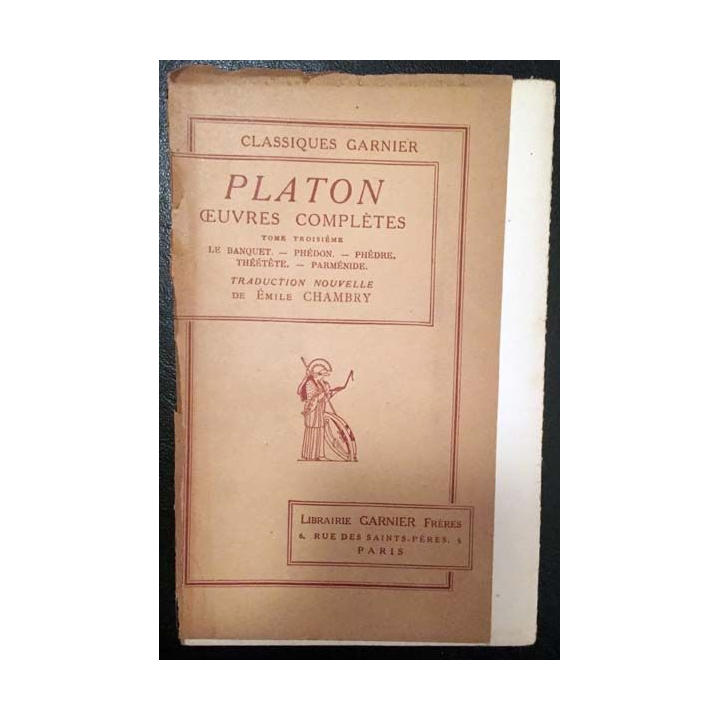 CLASSIQUES GARNIER
PLATON
ŒUVRES COMPLÈTES
TOME TROISIÈME
LE BANQUET. — PHÉDON. — PHÈDRE.
THÉÉTÈTE. — PARMÉNIDE.
TRADUCTION NOUVELLE
DE ÉMILE CHAMBRY
LIBRAIRIE GARNIER FRÈRES
6, RUE DES SAINTS-PÈRES,
PARIS